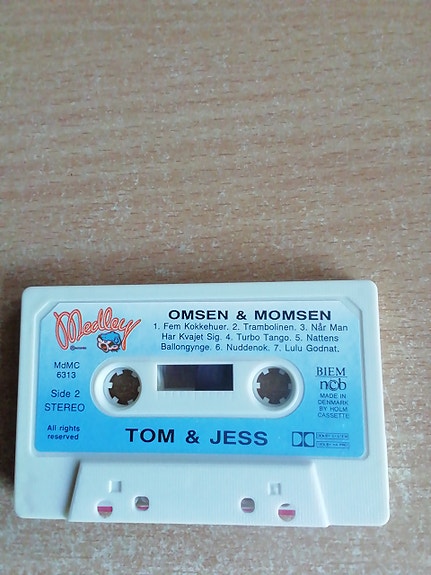 Medley
OMSEN & MOMSEN
1. Fem Kokkehuer. 2. Trambolinen. 3. Når Man
Har Kvajet Sig. 4. Turbo Tango. 5. Nattens
Ballongynge. 6. Nuddenok. 7. Lulu Godnat.
MdMC
6313
Side 2
STEREO
All rights
reserved
BIEM
ncb
MADE IN
DENMARK
BY HOLM
CASSETTE
TOM & JESS